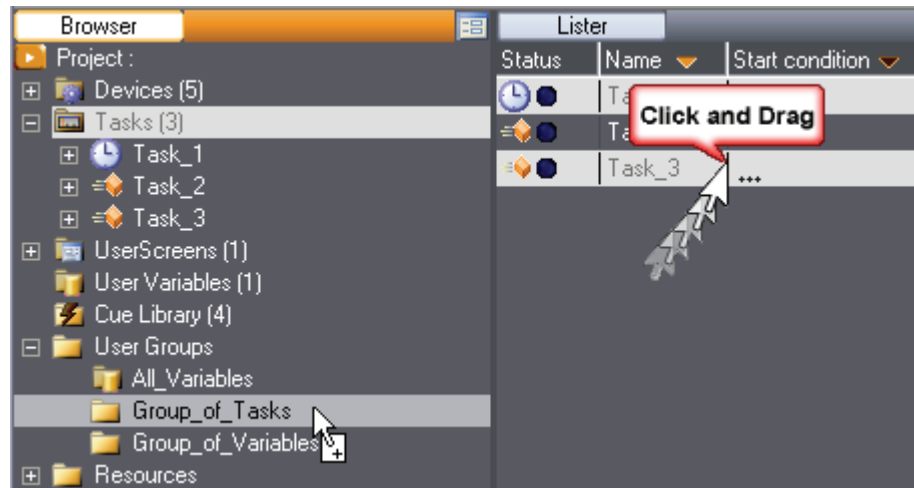 Browser
Project :
Devices (5)
Tasks (3)
Task_1
Task_2
Task_3
UserScreens (1)
User Variables (1)
Cue Library (4)
User Groups
All_Variables
Group_of_Tasks
Group_of_Variables
Resources
Lister
Status Name Start condition
Click and Drag
Task_3 ...